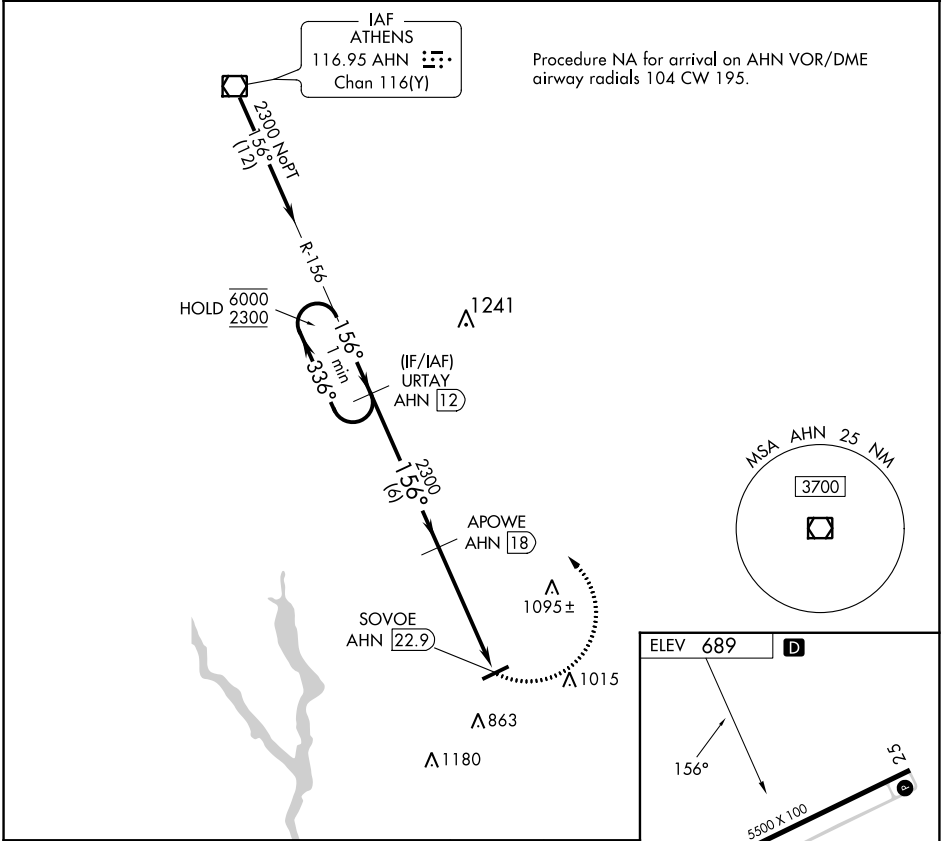 IAF
ATHENS
116.95 AHN
Chan 116(Y)
Procedure NA for arrival on AHN VOR/DME
airway radials 104 CW 195.
2300 NoPT
156°
(12)
R-156
HOLD 6000
2300
156°
1 min
336°
1241
(IF/IAF)
URTAY
AHN 12
2300
156°
(6)
APOWE
AHN 18
MSA AHN 25 NM
3700
1095±
SOVOE
AHN 22.9
1015
863
1180
ELEV 689 D
156°
25
P
5500 X 100